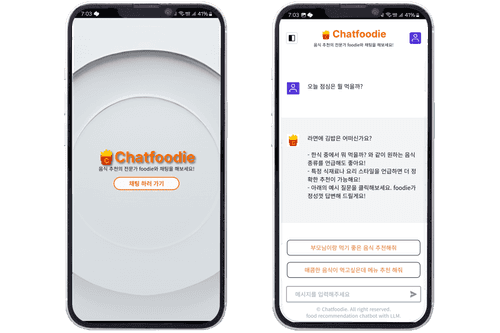 7:03
41%
Chatfoodie
음식 추천의 전문가 foodie와 채팅을 해보세요!
채팅 하러 가기
7:03
41%
Chatfoodie
음식 추천의 전문가 foodie와 채팅을 해보세요!
오늘 점심은 뭘 먹을까?
라면에 김밥은 어떠신가요?
- 한식 중에서 뭐 먹을까? 와 같이 원하는 음식
종류를 언급해도 좋아요!
- 특정 식재료나 요리 스타일을 언급하면 더 정
확한 추천이 가능해요!
- 아래의 예시 질문을 클릭해보세요. foodie가
정성껏 답변해 드릴게요!
부모님이랑 먹기 좋은 음식 추천해줘
매콤한 음식이 먹고싶은데 메뉴 추천 해줘
메시지를 입력해주세요
© Chatfoodie. All right reserved.
food recommendation chatbot with LLM.